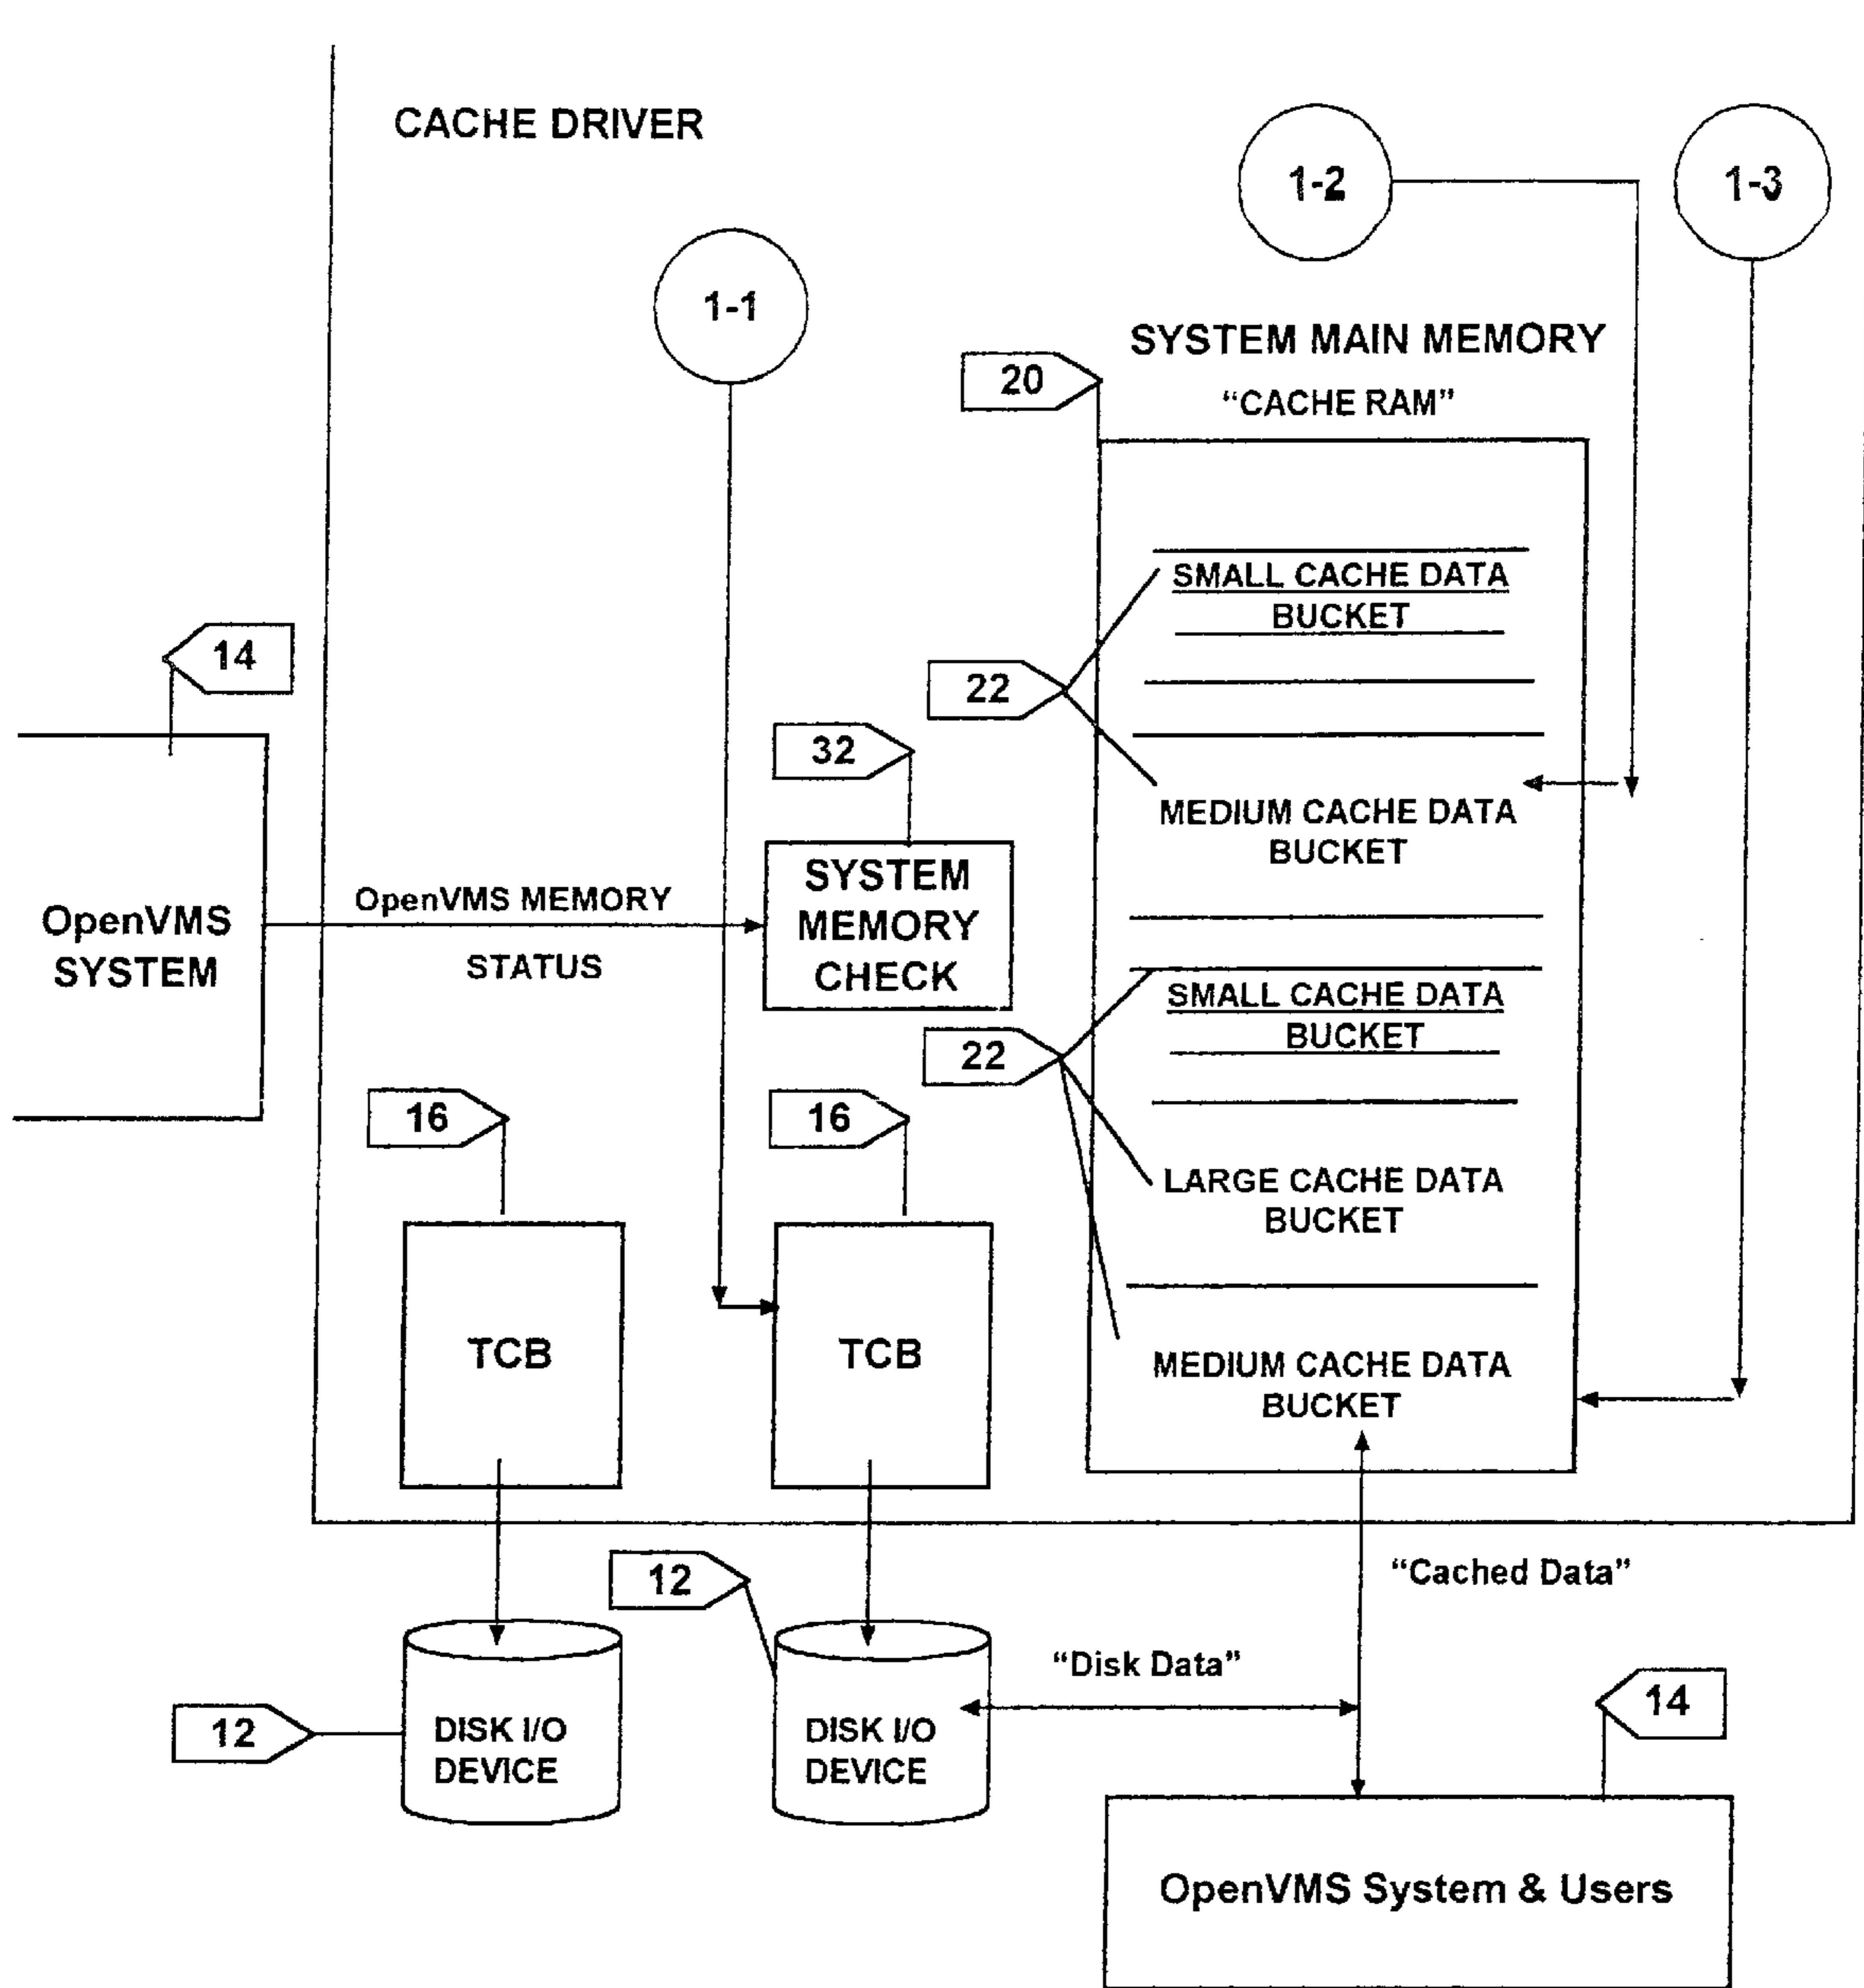 CACHE DRIVER
1-2
1-3
1-1
SYSTEM MAIN MEMORY
20
“CACHE RAM”
SMALL CACHE DATA
BUCKET
14
22
32
MEDIUM CACHE DATA
BUCKET
SYSTEM
MEMORY
CHECK
OpenVMS MEMORY
STATUS
OpenVMS
SYSTEM
SMALL CACHE DATA
BUCKET
22
16
16
LARGE CACHE DATA
BUCKET
TCB
TCB
MEDIUM CACHE DATA
BUCKET
“Cached Data”
12
“Disk Data”
14
12
DISK I/O
DEVICE
DISK I/O
DEVICE
OpenVMS System & Users